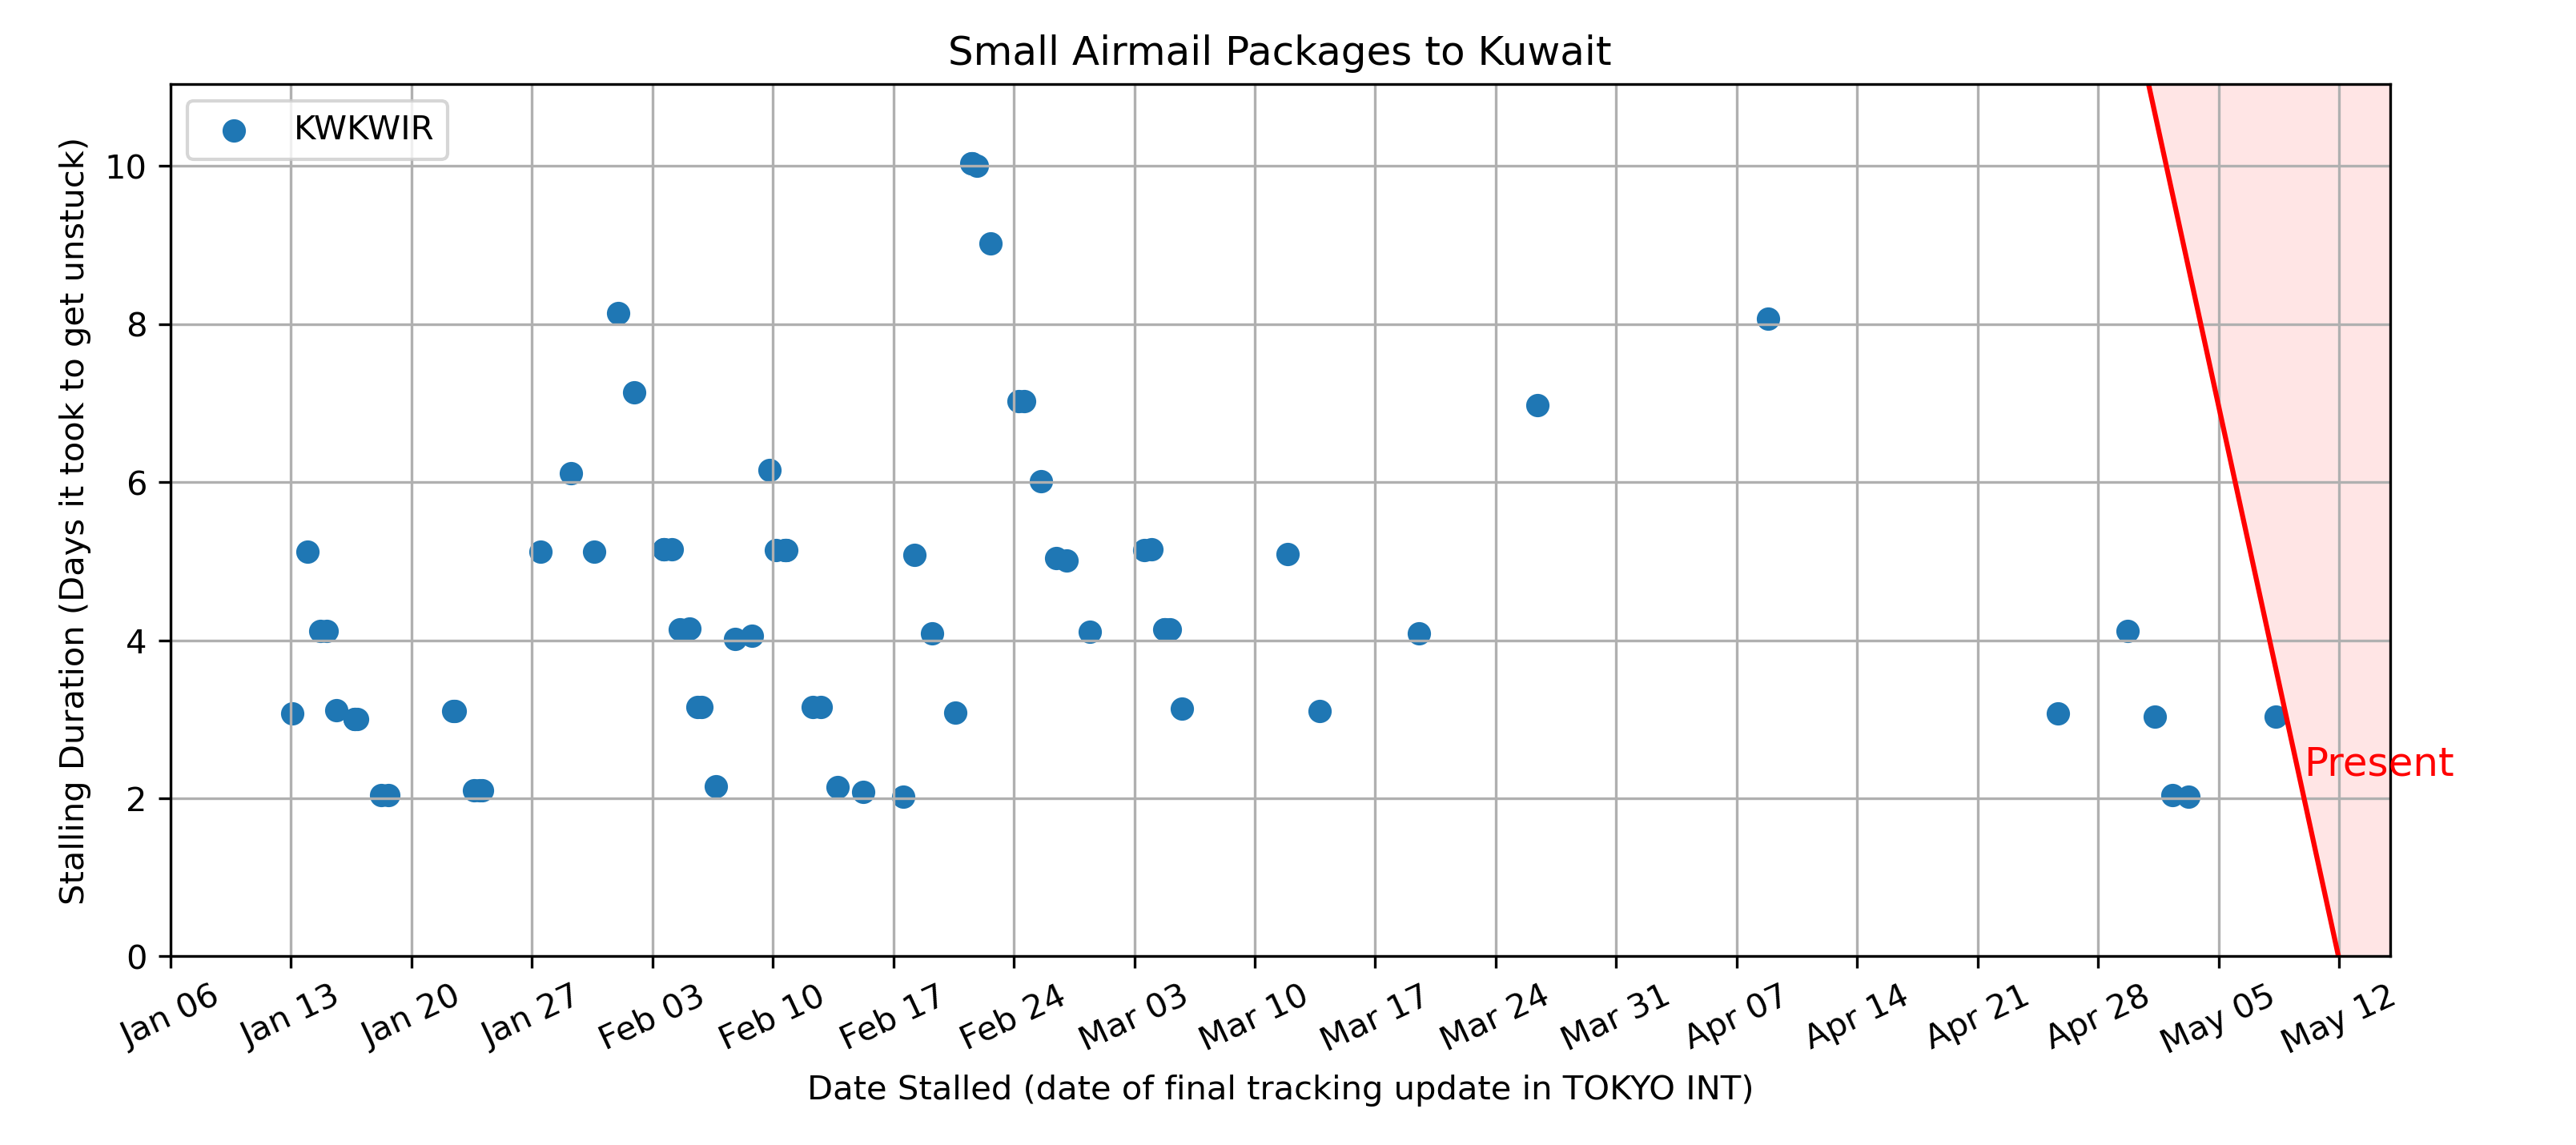 Small Airmail Packages to Kuwait
KWKWIR
Stalling Duration (Days it took to get unstuck)
10
8
6
4
2
0
Present
Jan 06
Jan 13
Jan 20
Jan 27
Feb 03
Feb 10
Feb 17
Feb 24
Mar 03
Mar 10
Mar 17
Mar 24
Mar 31
Apr 07
Apr 14
Apr 21
Apr 28
May 05
May 12
Date Stalled (date of final tracking update in TOKYO INT)